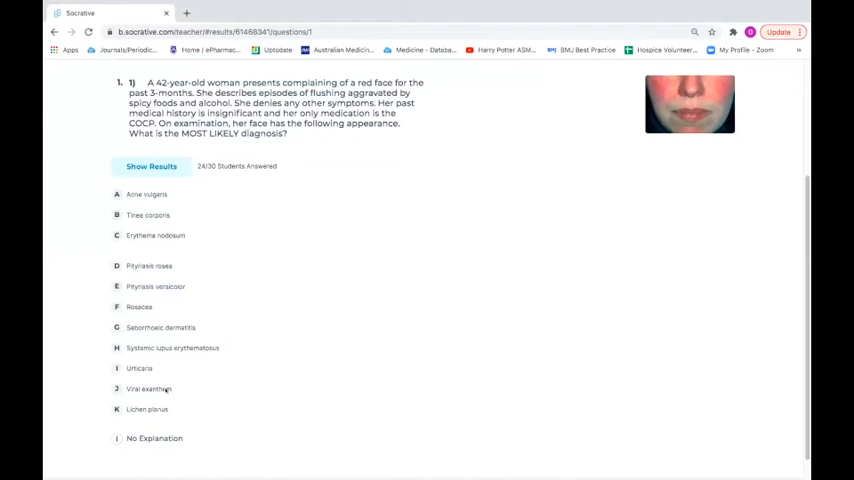 Socrative
b.socrative.com/teacher/#results/61468341/questions/1
Update
Apps
Journals/Periodic...
Home | ePharmac...
Uptodate
Australian Medicin...
Medicine - Databa...
Harry Potter ASM...
BMJ Best Practice
Hospice Volunteer...
My Profile - Zoom
»
1. 1) A 42-year-old woman presents complaining of a red face for the
past 3-months. She describes episodes of flushing aggravated by
spicy foods and alcohol. She denies any other symptoms. Her past
medical history is insignificant and her only medication is the
COCP. On examination, her face has the following appearance.
What is the MOST LIKELY diagnosis?
Show Results 24/30 Students Answered
A Acne vulgaris
B Tinea corporis
C Erythema nodosum
D Pityriasis rosea
E Pityriasis versicolor
F Rosacea
G Seborrhoeic dermatitis
H Systemic lupus erythematosus
I Urticaria
J Viral exanthem
K Lichen planus
i No Explanation